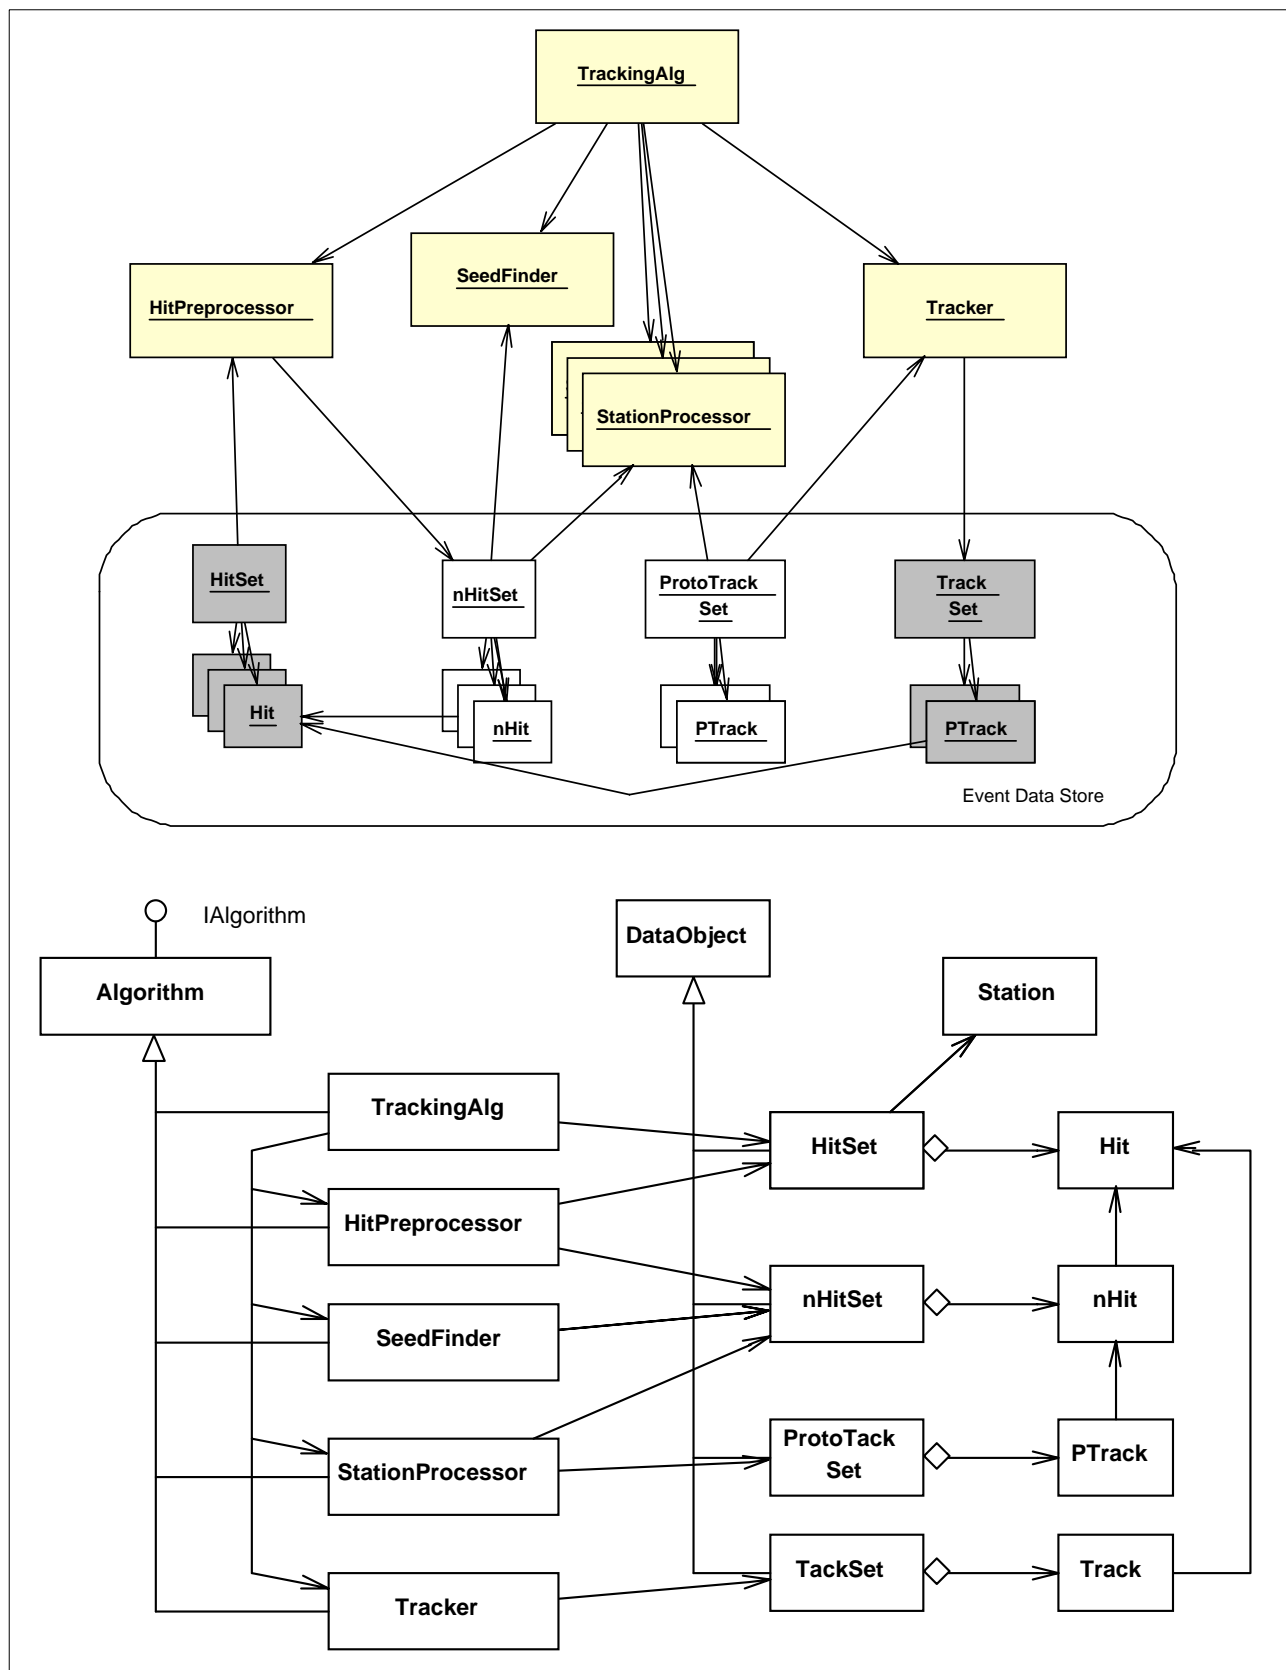 TrackingAlg
SeedFinder
HitPreprocessor
Tracker
StationProcessor
HitSet
nHitSet
ProtoTrack
Set
Track
Set
Hit
nHit
PTrack
PTrack
Event Data Store
IAlgorithm
DataObject
Algorithm
Station
TrackingAlg
HitSet
Hit
HitPreprocessor
nHitSet
nHit
SeedFinder
ProtoTack
Set
PTrack
StationProcessor
TackSet
Track
Tracker